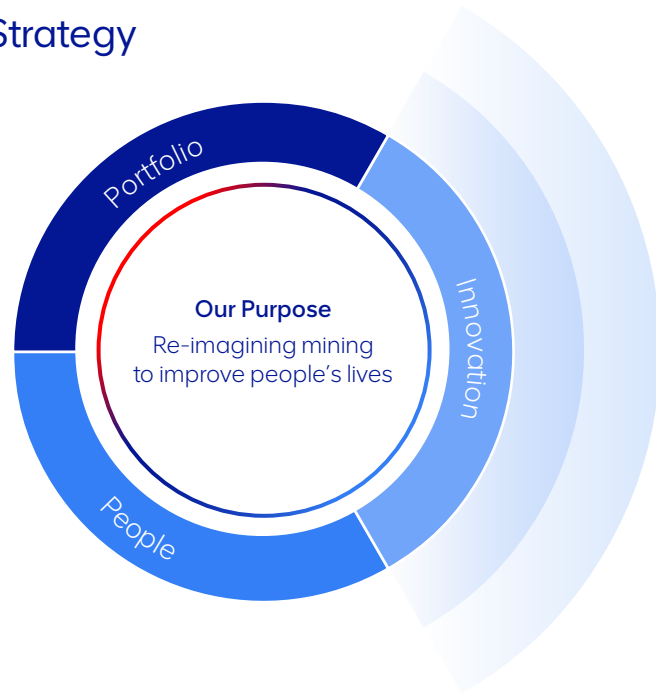 Strategy
Portfolio
Innovation
Our Purpose
Re-imagining mining
to improve people’s lives
People